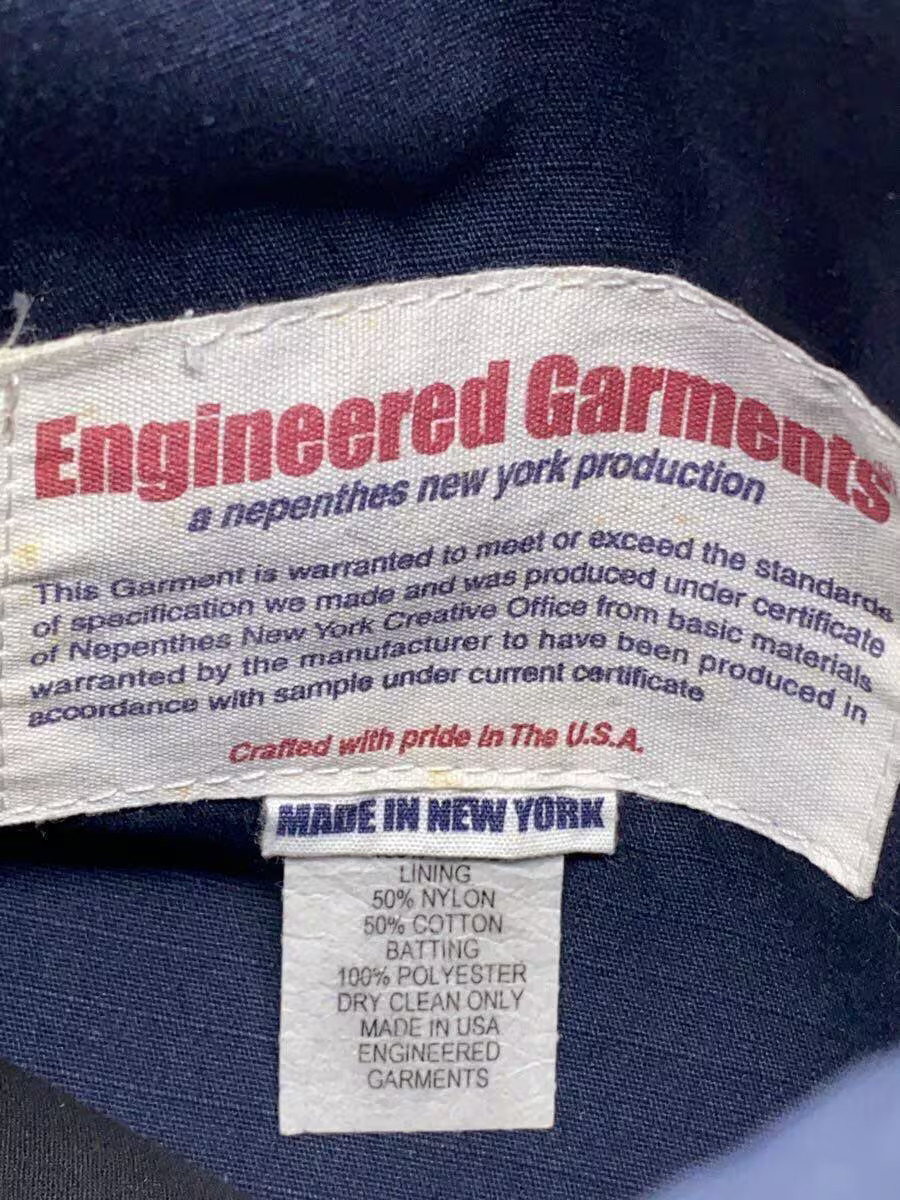 Engineered Garments
a nepenthes new york production
This Garment is warranted to meet or exceed the standards
of specification we made and was produced under certificate
of Nepenthes New York Creative Office from basic materials
warranted by the manufacturer to have been produced in
accordance with sample under current certificate
Crafted with pride in The U.S.A.
MADE IN NEW YORK
LINING
50% NYLON
50% COTTON
BATTING
100% POLYESTER
DRY CLEAN ONLY
MADE IN USA
ENGINEERED
GARMENTS